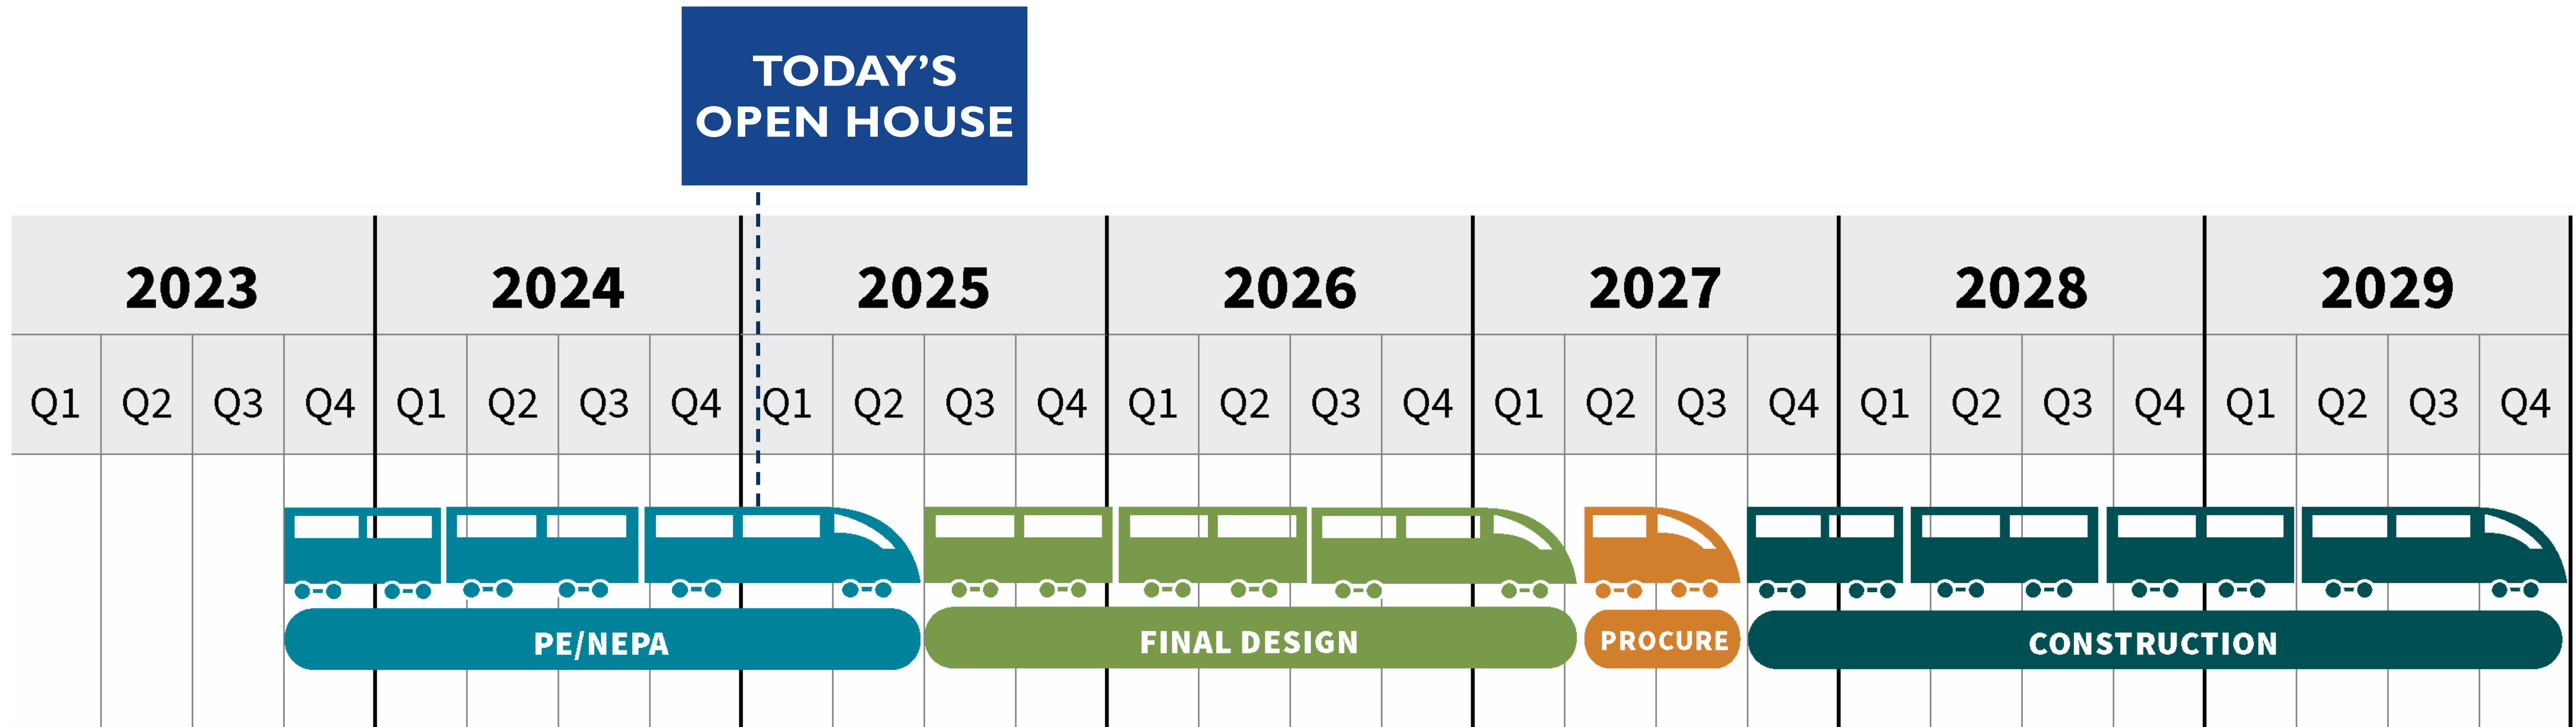 TODAY’S
OPEN HOUSE
2023 2024 2025 2026 2027 2028 2029
Q1 Q2 Q3 Q4 Q1 Q2 Q3 Q4 Q1 Q2 Q3 Q4 Q1 Q2 Q3 Q4 Q1 Q2 Q3 Q4 Q1 Q2 Q3 Q4 Q1 Q2 Q3 Q4
PE/NEPA FINAL DESIGN PROCURE CONSTRUCTION